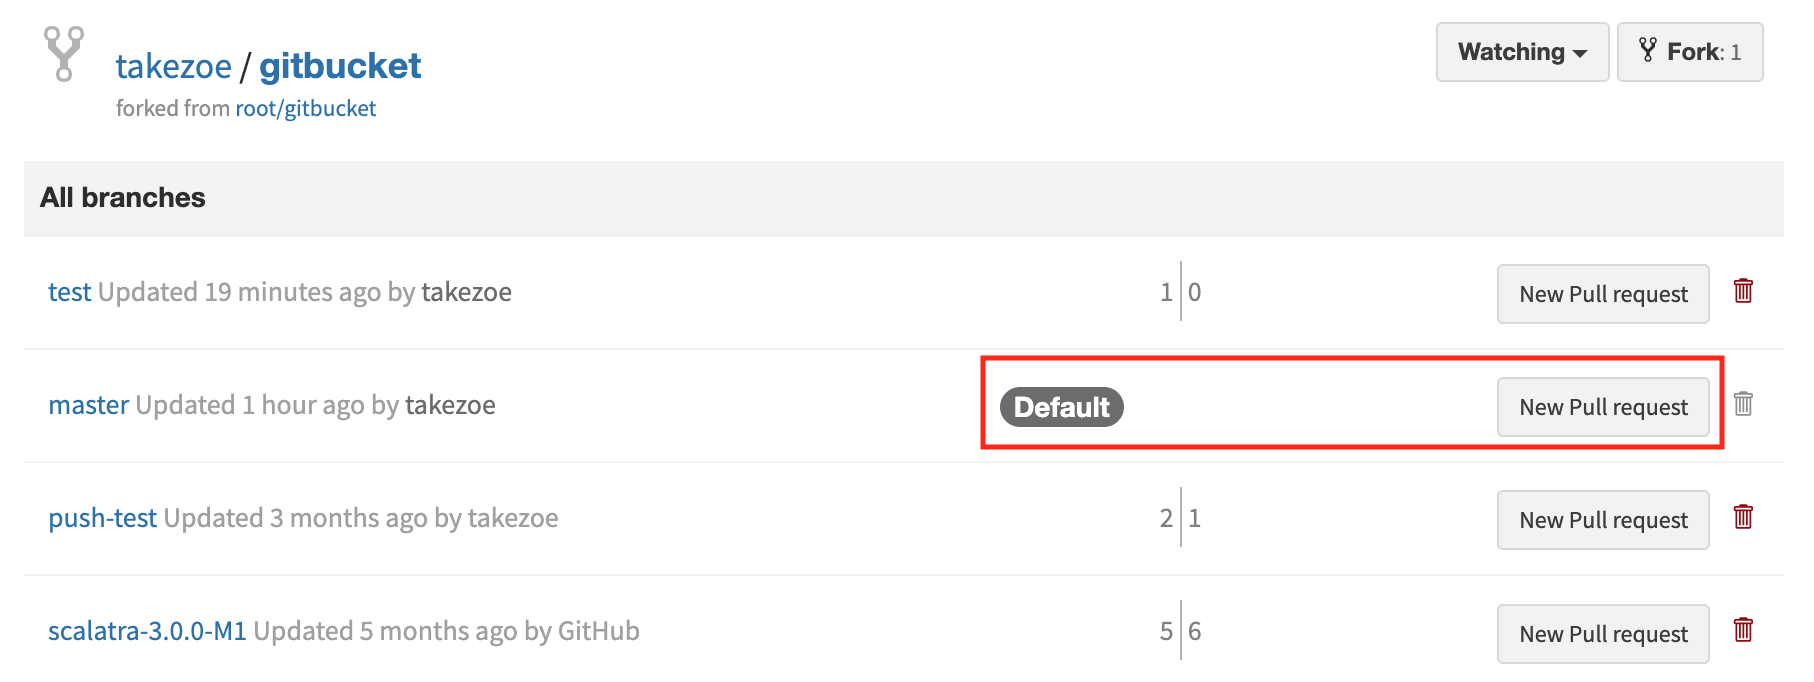 takezoe / gitbucket
Watching
Fork: 1
forked from root/gitbucket
All branches
test Updated 19 minutes ago by takezoe 1 0 New Pull request
master Updated 1 hour ago by takezoe Default New Pull request
push-test Updated 3 months ago by takezoe 2 1 New Pull request
scalatra-3.0.0-M1 Updated 5 months ago by GitHub 5 6 New Pull request